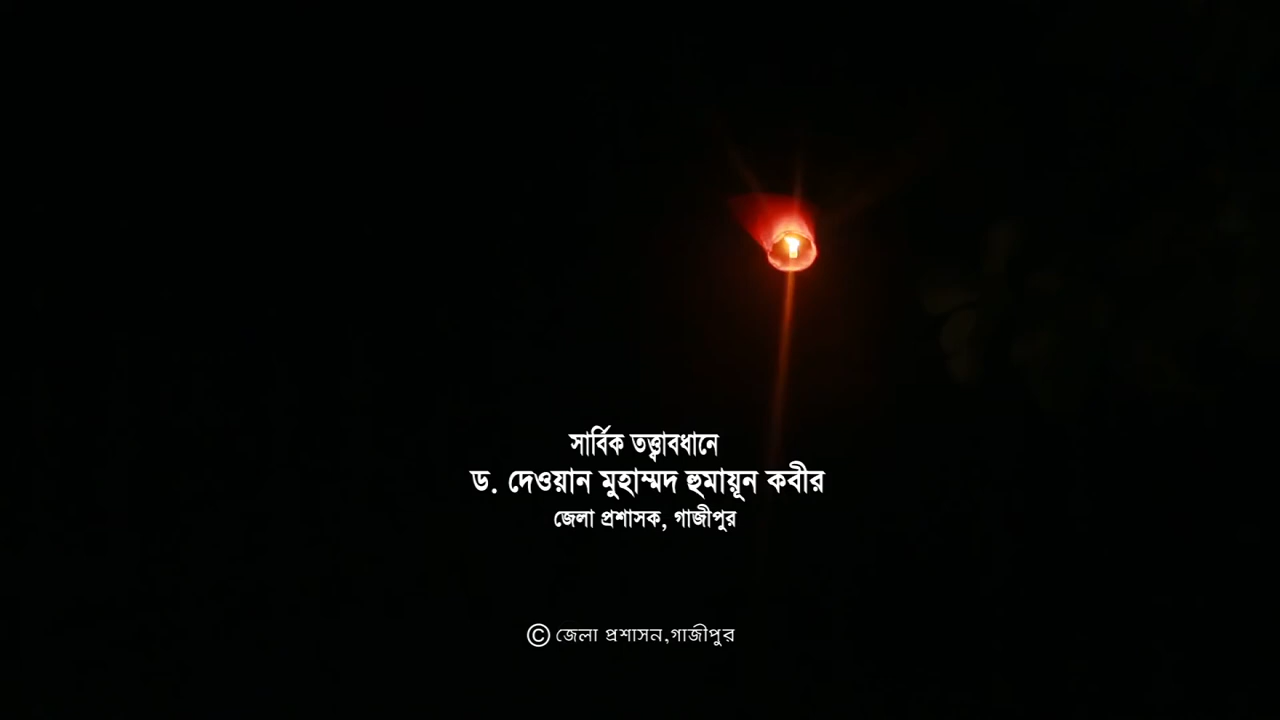 সার্বিক তত্ত্বাবধানে
ড. দেওয়ান মুহাম্মদ হুমায়ূন কবীর
জেলা প্রশাসক, গাজীপুর
© জেলা প্রশাসন,গাজীপুর